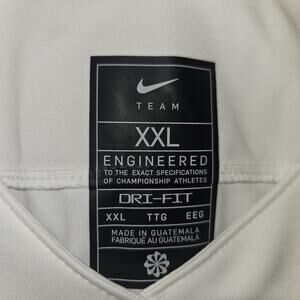 TEAM
XXL
ENGINEERED
TO THE EXACT SPECIFICATIONS
OF CHAMPIONSHIP ATHLETES
DRI-FIT
XXL TTG EEG
MADE IN GUATEMALA
FABRIQUÉ AU GUATEMALA